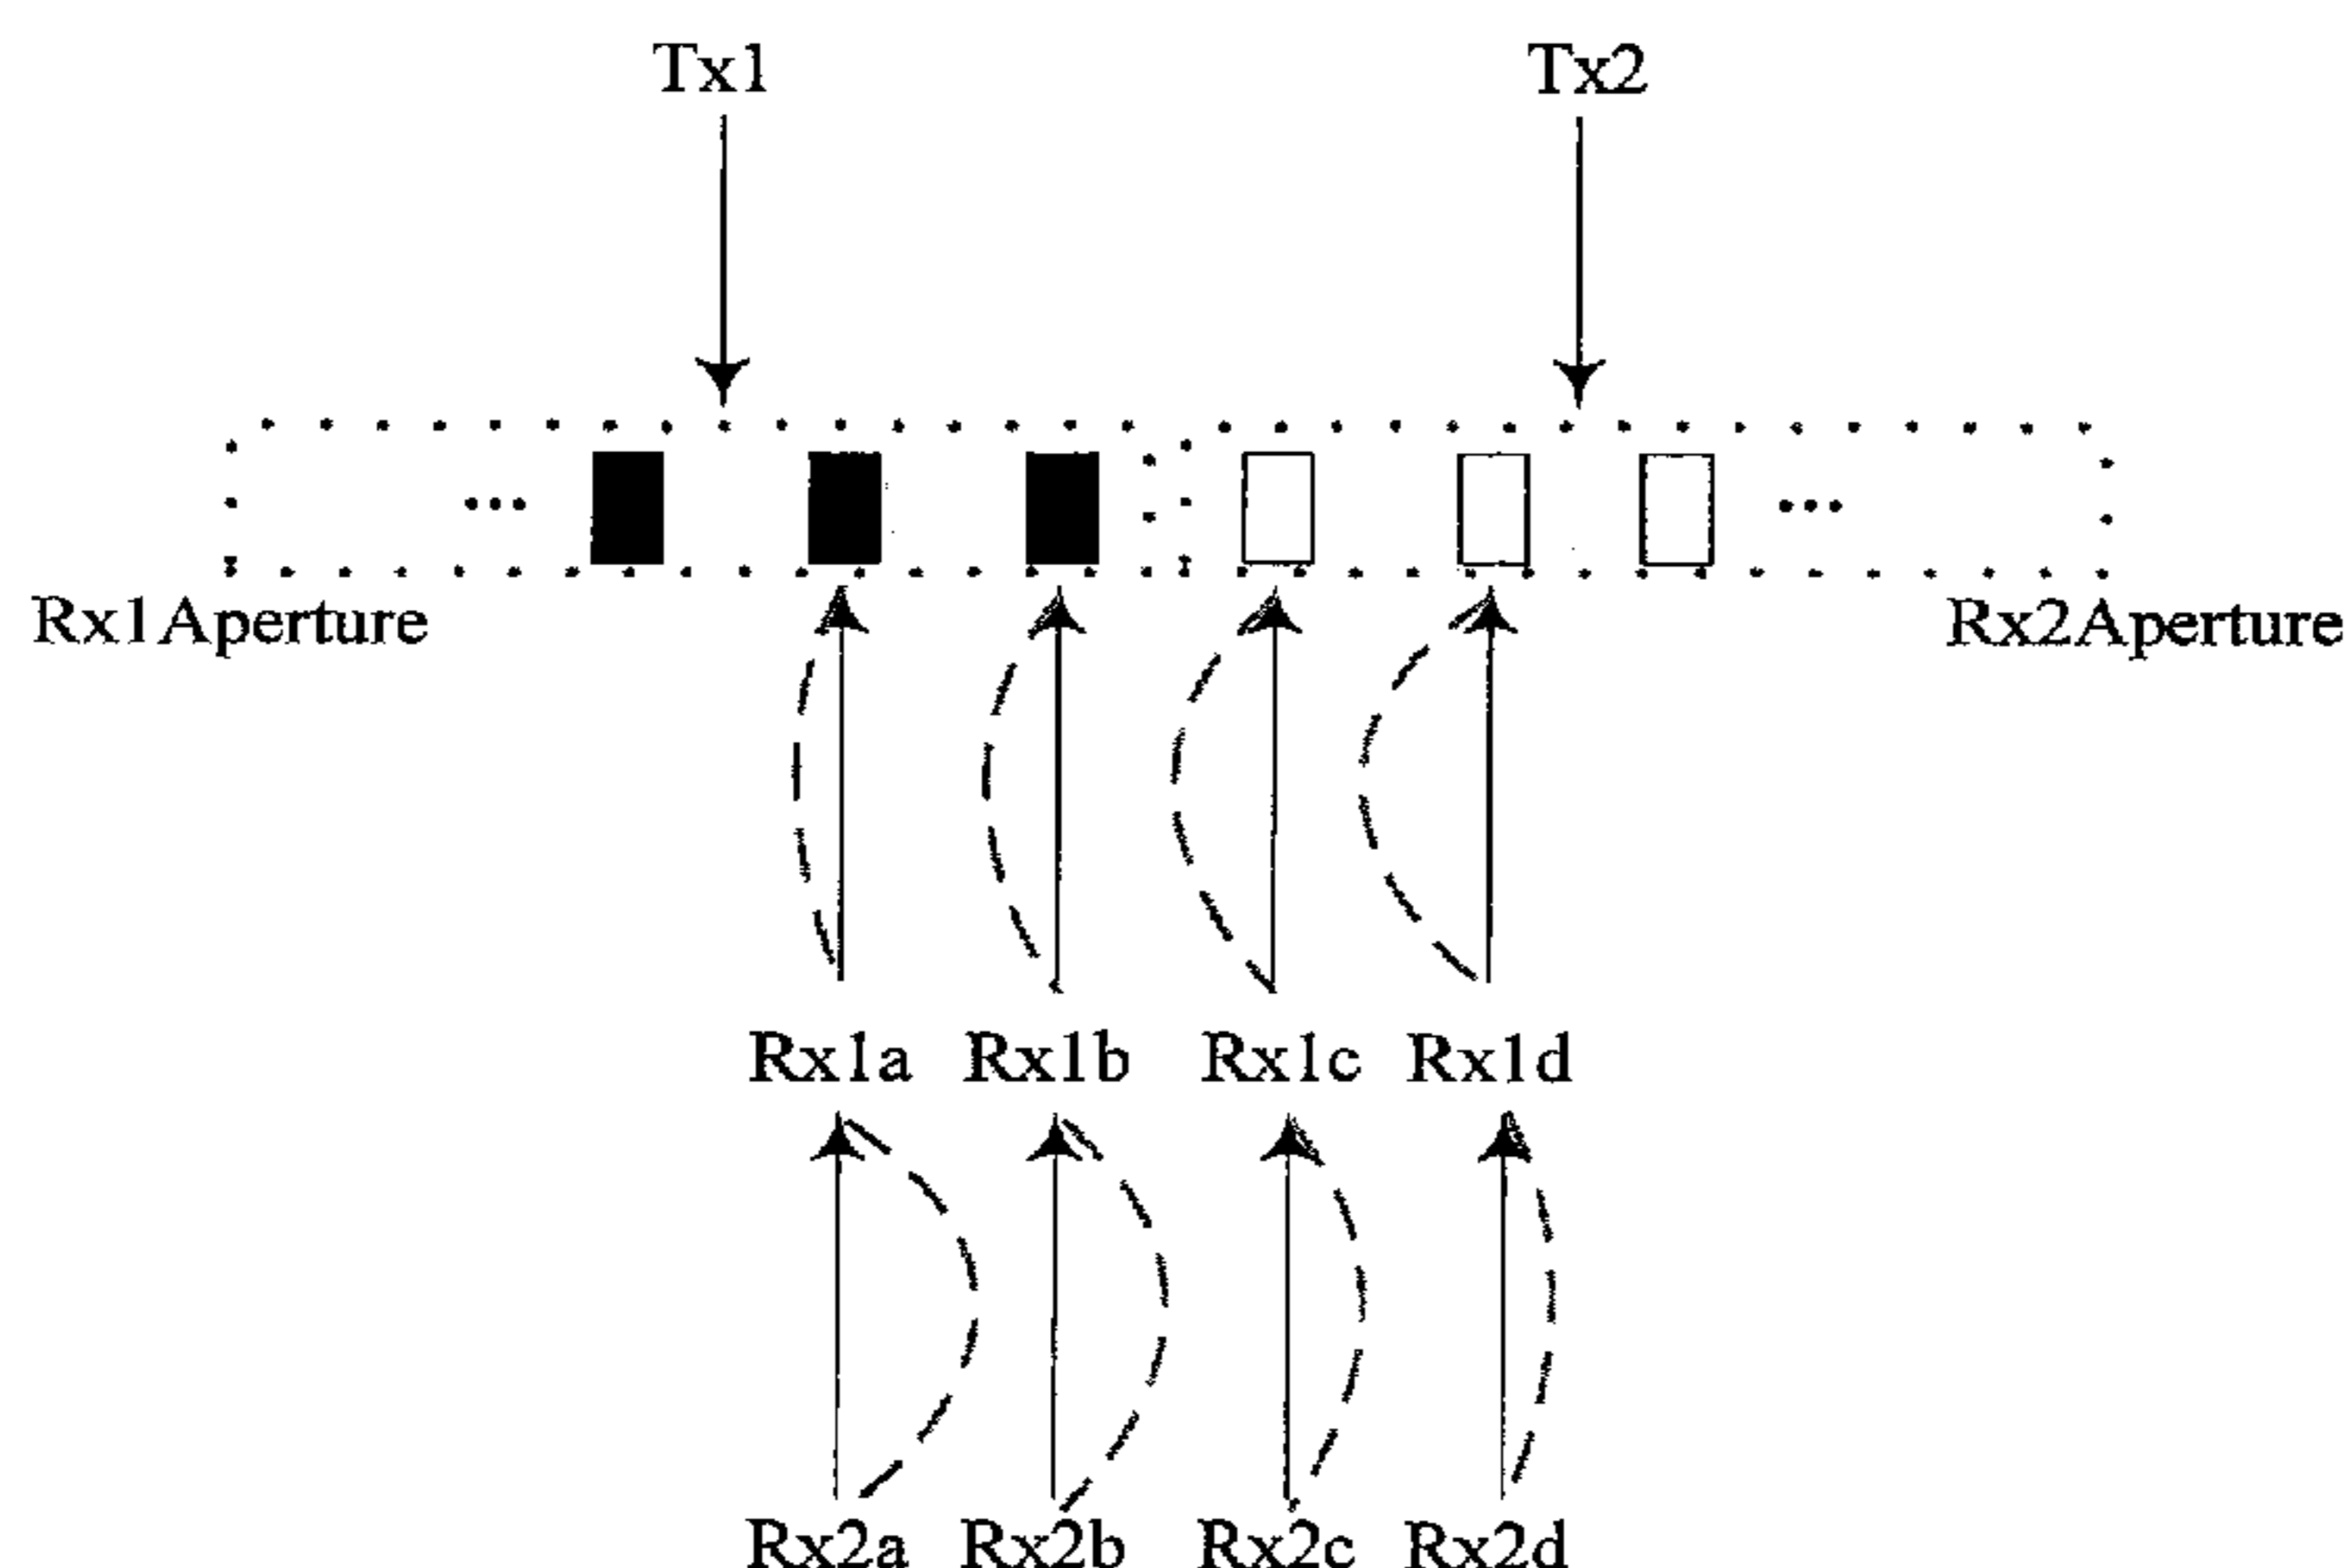 Tx1 Tx2
...
...
Rx1Aperture Rx2Aperture
Rx1a Rx1b Rx1c Rx1d
Rx2a Rx2b Rx2c Rx2d